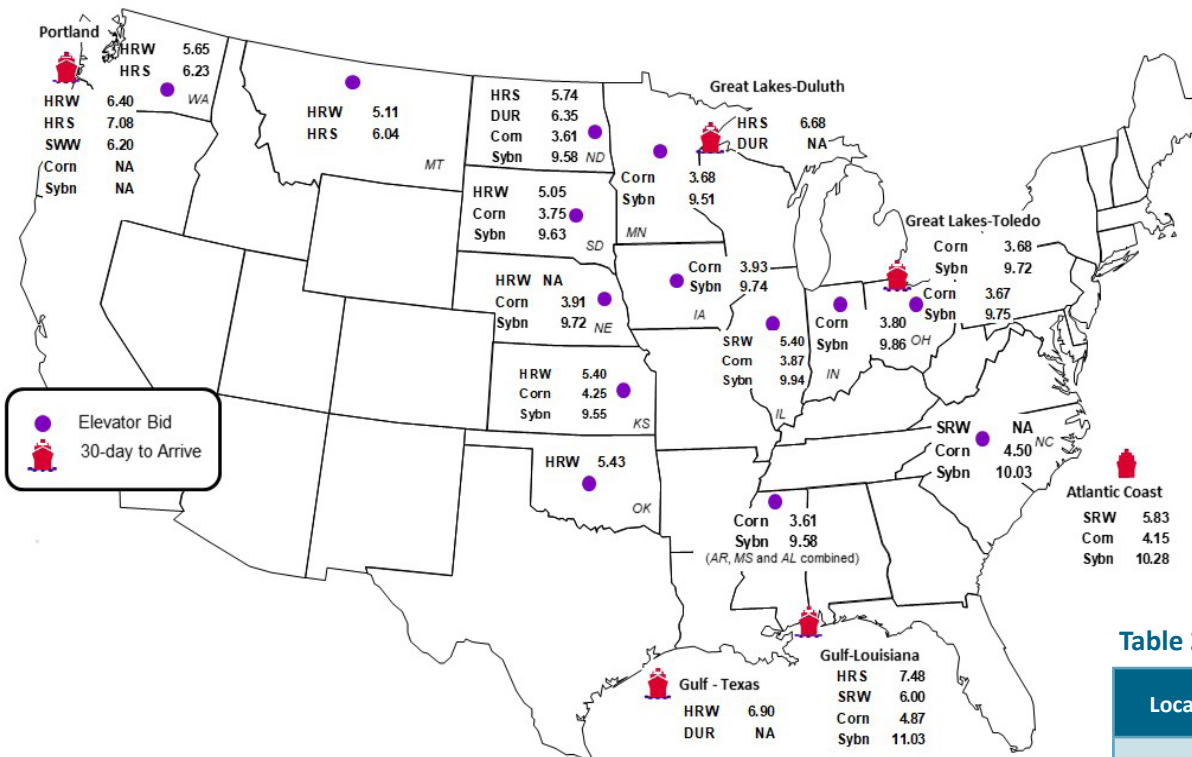 Portland
HRW 6.40
HRS 7.08
SWW 6.20
Corn NA
Sybn NA
HRW 5.65
HRS 6.23
WA
HRW 5.11
HRS 6.04
MT
HRS 5.74
DUR 6.35
Corn 3.61
Sybn 9.58
ND
HRW 5.05
Corn 3.75
Sybn 9.63
SD
HRW NA
Corn 3.91
Sybn 9.72
NE
HRW 5.40
Corn 4.25
Sybn 9.55
KS
HRW 5.43
OK
Great Lakes-Duluth
HRS 6.68
DUR NA
Corn 3.68
Sybn 9.51
MN
Corn 3.93
Sybn 9.74
IA
SRW 5.40
Corn 3.87
Sybn 9.94
IL
Great Lakes-Toledo
Corn 3.68
Sybn 9.72
Corn 3.67
Sybn 9.75
OH
Corn 3.80
Sybn 9.86
IN
SRW NA
Corn 4.50
Sybn 10.03
NC
Atlantic Coast
SRW 5.83
Corn 4.15
Sybn 10.28
Corn 3.61
Sybn 9.58
(AR, MS and AL combined)
Gulf-Louisiana
HRS 7.48
SRW 6.00
Corn 4.87
Sybn 11.03
Gulf - Texas
HRW 6.90
DUR NA
Elevator Bid
30-day to Arrive
Table